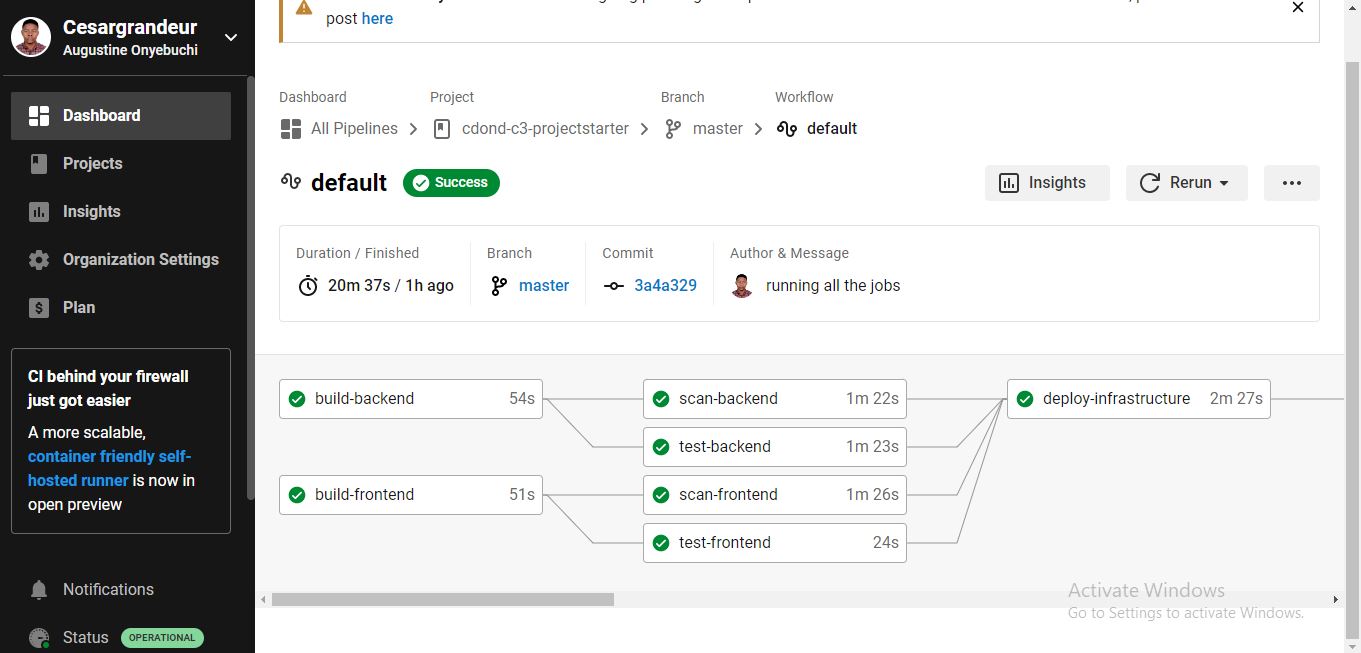 Cesargrandeur
Augustine Onyebuchi
Dashboard
Projects
Insights
Organization Settings
Plan
CI behind your firewall
just got easier
A more scalable,
container friendly self-
hosted runner is now in
open preview
Notifications
Status OPERATIONAL
post here
Dashboard Project Branch Workflow
All Pipelines cdond-c3-projectstarter master default
default Success Insights Rerun
Duration / Finished Branch Commit Author & Message
20m 37s / 1h ago master 3a4a329 running all the jobs
build-backend 54s scan-backend 1m 22s deploy-infrastructure 2m 27s
test-backend 1m 23s
build-frontend 51s scan-frontend 1m 26s
test-frontend 24s
Activate Windows
Go to Settings to activate Windows.